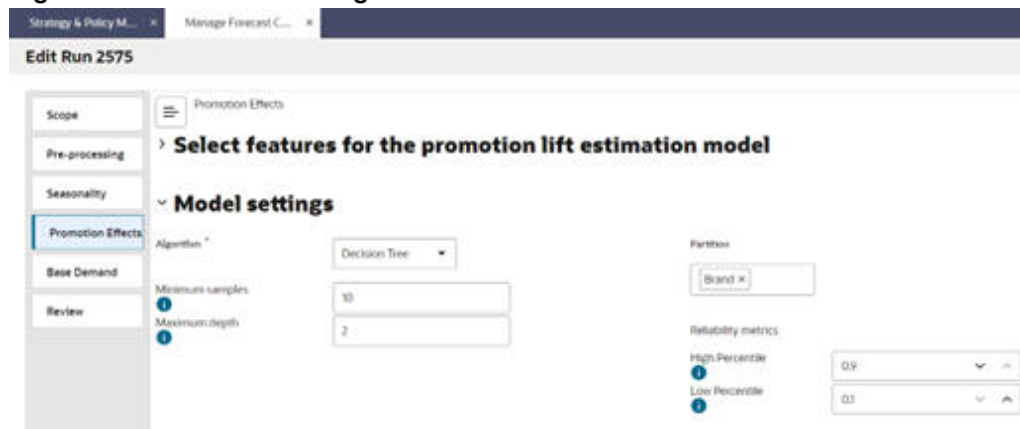 Strategy & Policy M... ×
Manage Forecast C... ×
Edit Run 2575
Scope
Pre-processing
Seasonality
Promotion Effects
Base Demand
Review
Promotion Effects
Select features for the promotion lift estimation model
Model settings
Algorithm *
Decision Tree
Minimum samples
10
Maximum depth
2
Partition
Brand ×
Reliability metrics
High Percentile
0.9
Low Percentile
0.1